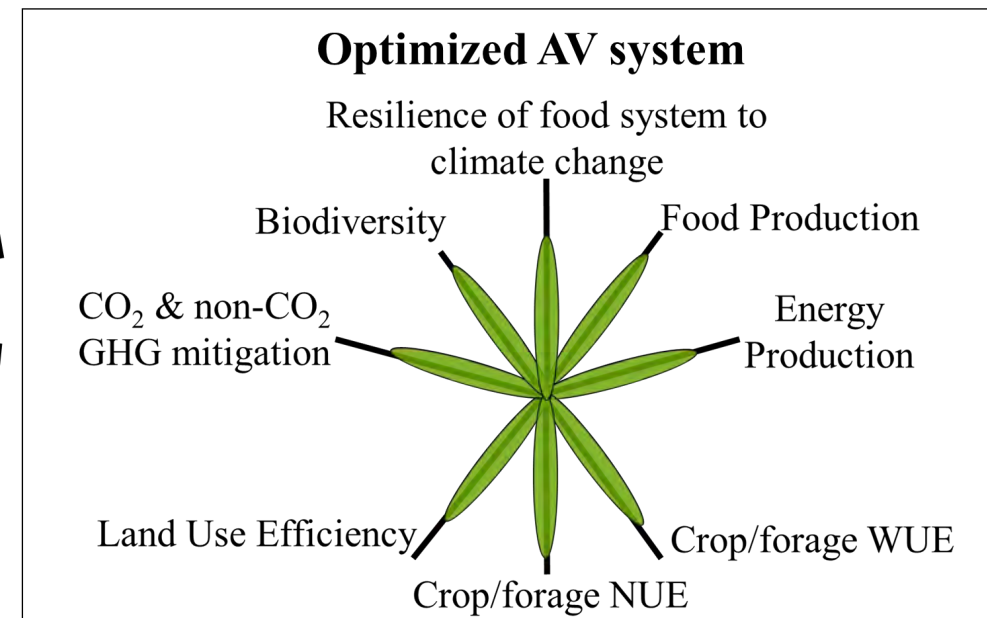 Optimized AV system
Resilience of food system to
climate change
Biodiversity
Food Production
CO₂ & non-CO₂
GHG mitigation
Energy
Production
Land Use Efficiency
Crop/forage WUE
Crop/forage NUE